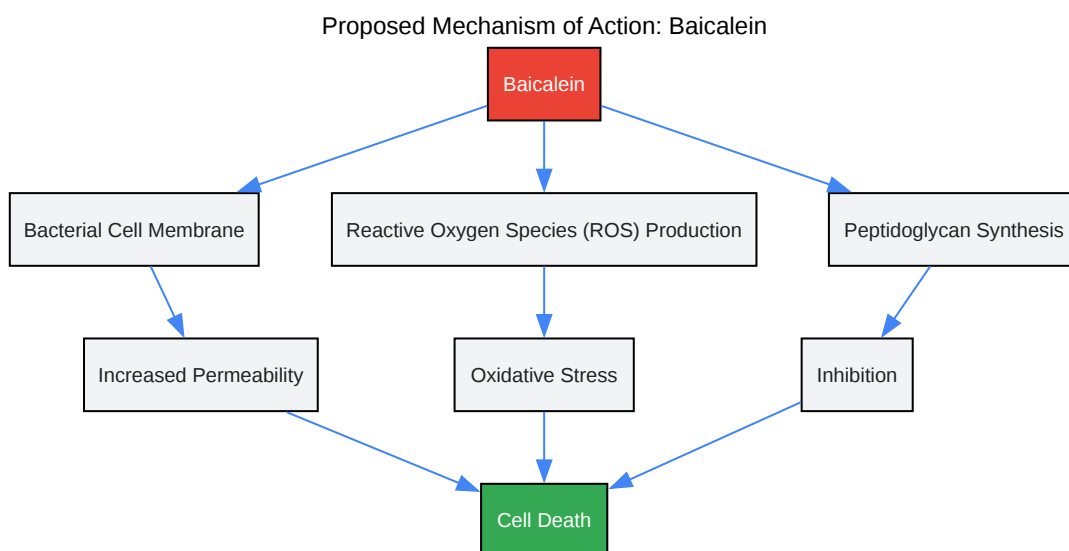 Proposed Mechanism of Action: Baicalein
Baicalein
Bacterial Cell Membrane
Reactive Oxygen Species (ROS) Production
Peptidoglycan Synthesis
Increased Permeability
Oxidative Stress
Inhibition
Cell Death